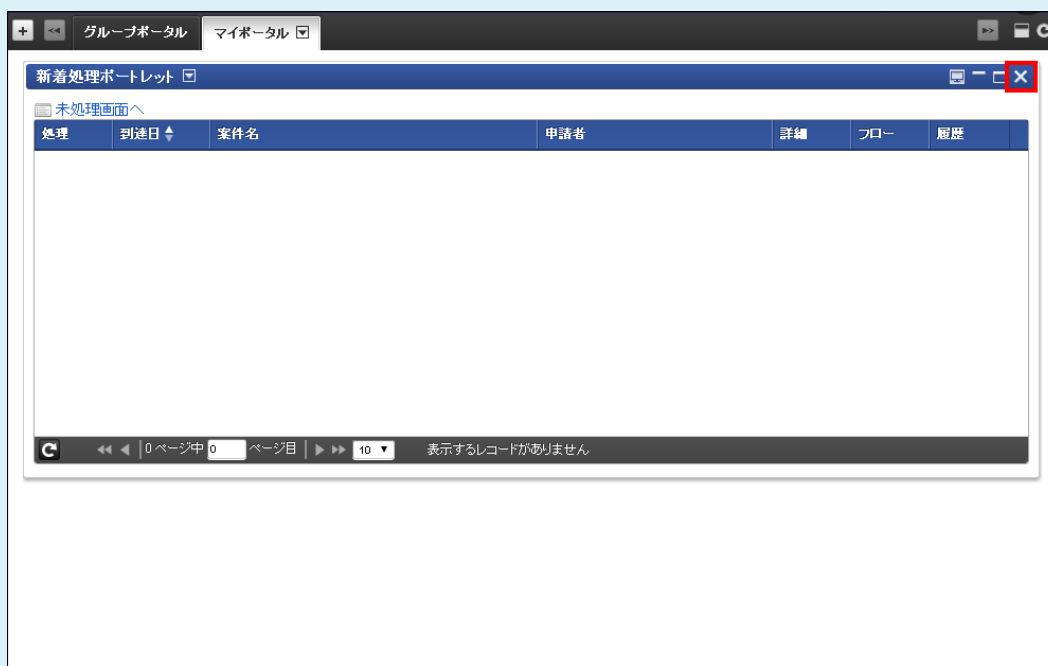 グループポータル マイポータル
新着処理ポートレット
未処理画面へ
処理 到達日 案件名 申請者 詳細 フロー 履歴
0 ページ中 0 ページ目 10 表示するレコードがありません